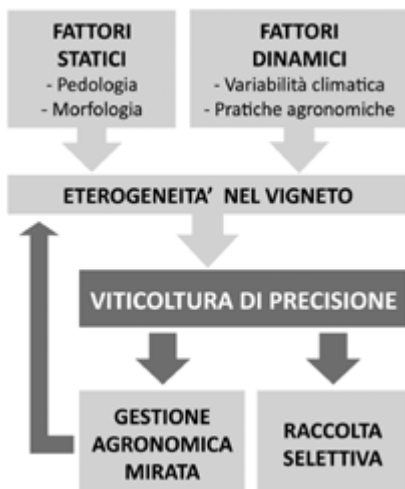 FATTORI
STATICI
- Pedologia
- Morfologia
FATTORI
DINAMICI
- Variabilità climatica
- Pratiche agronomiche
ETEROGENEITA’ NEL VIGNETO
VITICOLTURA DI PRECISIONE
GESTIONE
AGRONOMICA
MIRATA
RACCOLTA
SELETTIVA